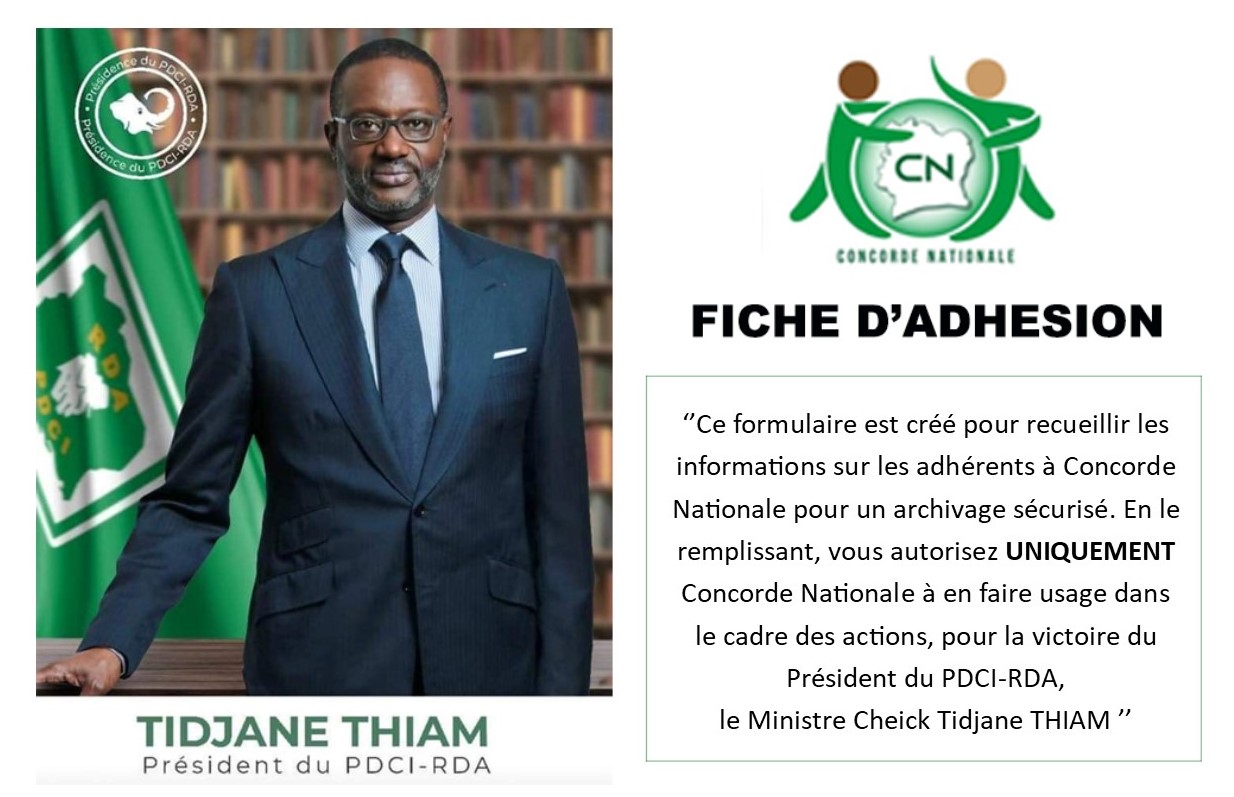 Présidence du PDCI-RDA
Présidence du PDCI-RDA
RDA
PDCI
TIDJANE THIAM
Président du PDCI-RDA
CN
CONCORDE NATIONALE
FICHE D’ADHESION
‘’Ce formulaire est créé pour recueillir les
informations sur les adhérents à Concorde
Nationale pour un archivage sécurisé. En le
remplissant, vous autorisez UNIQUEMENT
Concorde Nationale à en faire usage dans
le cadre des actions, pour la victoire du
Président du PDCI-RDA,
le Ministre Cheick Tidjane THIAM ’’